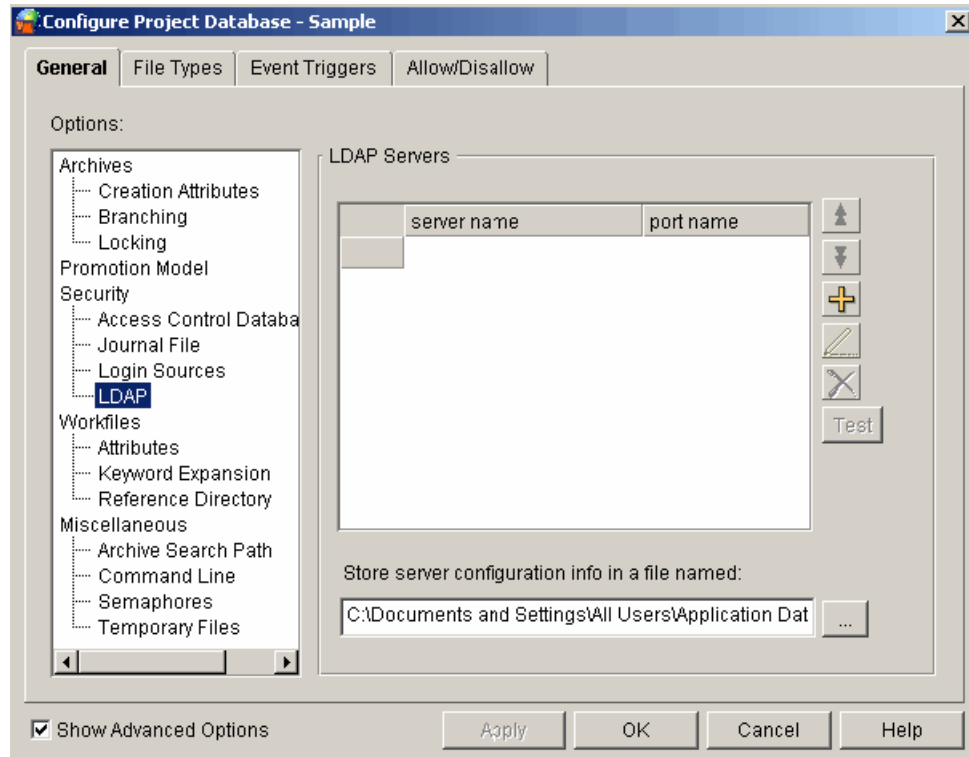 Configure Project Database - Sample
General File Types Event Triggers Allow/Disallow
Options:
Archives
Creation Attributes
Branching
Locking
Promotion Model
Security
Access Control Databa
Journal File
Login Sources
LDAP
Workfiles
Attributes
Keyword Expansion
Reference Directory
Miscellaneous
Archive Search Path
Command Line
Semaphores
Temporary Files
LDAP Servers
server name port name
Test
Store server configuration info in a file named:
C:\Documents and Settings\All Users\Application Dat
...
Show Advanced Options
Apply OK Cancel Help